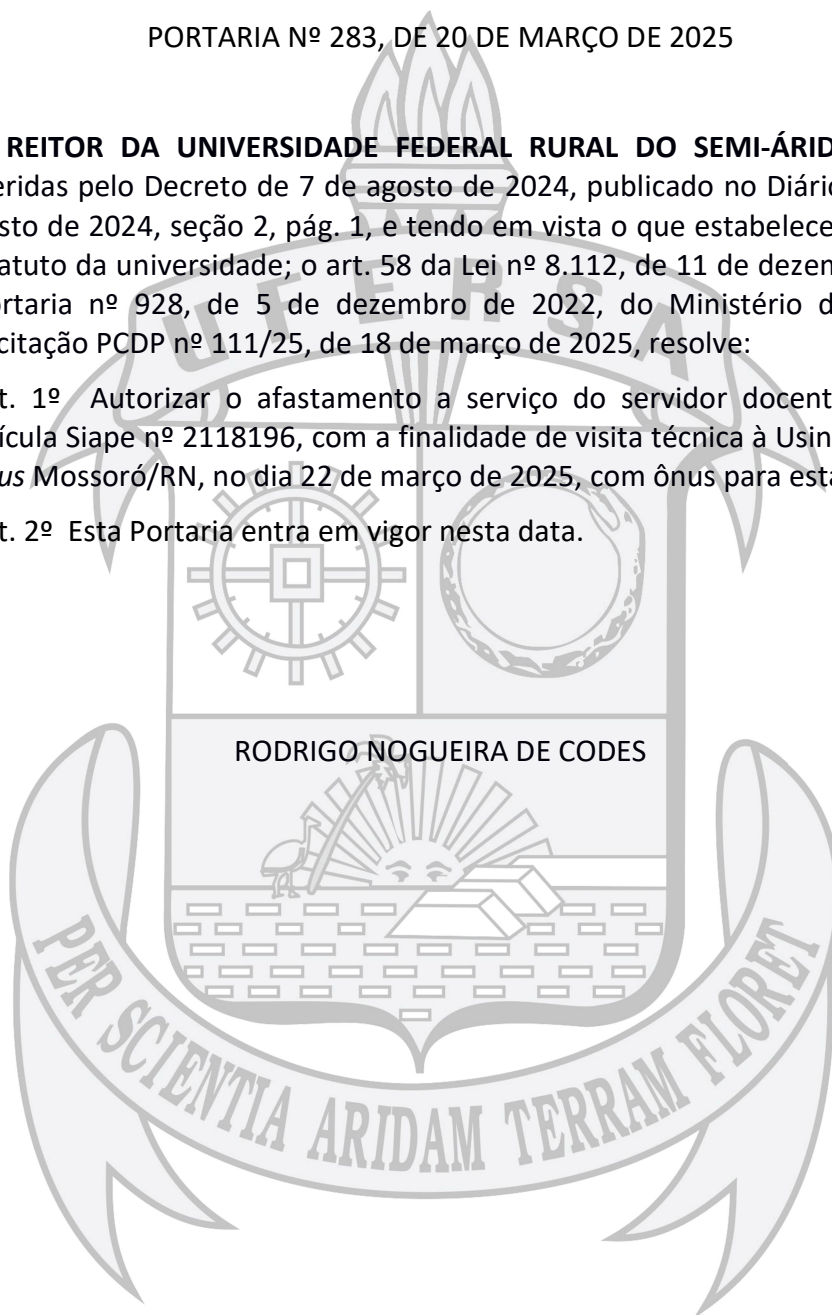 PORTARIA Nº 283, DE 20 DE MARÇO DE 2025
REITOR DA UNIVERSIDADE FEDERAL RURAL DO SEMI-ÁRID
eridas pelo Decreto de 7 de agosto de 2024, publicado no Diário
sto de 2024, seção 2, pág. 1, e tendo em vista o que estabelece
atuto da universidade; o art. 58 da Lei nº 8.112, de 11 de dezem
ortaria nº 928, de 5 de dezembro de 2022, do Ministério d
citação PCDP nº 111/25, de 18 de março de 2025, resolve:
t. 1º Autorizar o afastamento a serviço do servidor docent
ícula Siape nº 2118196, com a finalidade de visita técnica à Usin
us Mossoró/RN, no dia 22 de março de 2025, com ônus para esta
t. 2º Esta Portaria entra em vigor nesta data.
RODRIGO NOGUEIRA DE CODES
UFERSA
PER SCIENTIA ARIDAM TERRAM FLORET